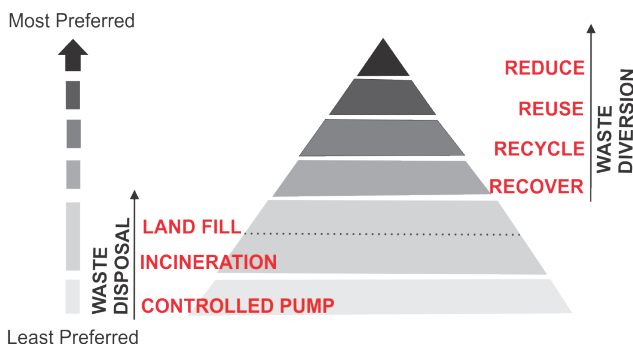 Most Preferred
REDUCE
REUSE
RECYCLE
RECOVER
WASTE
DIVERSION
LAND FILL
INCINERATION
CONTROLLED PUMP
WASTE
DISPOSAL
Least Preferred